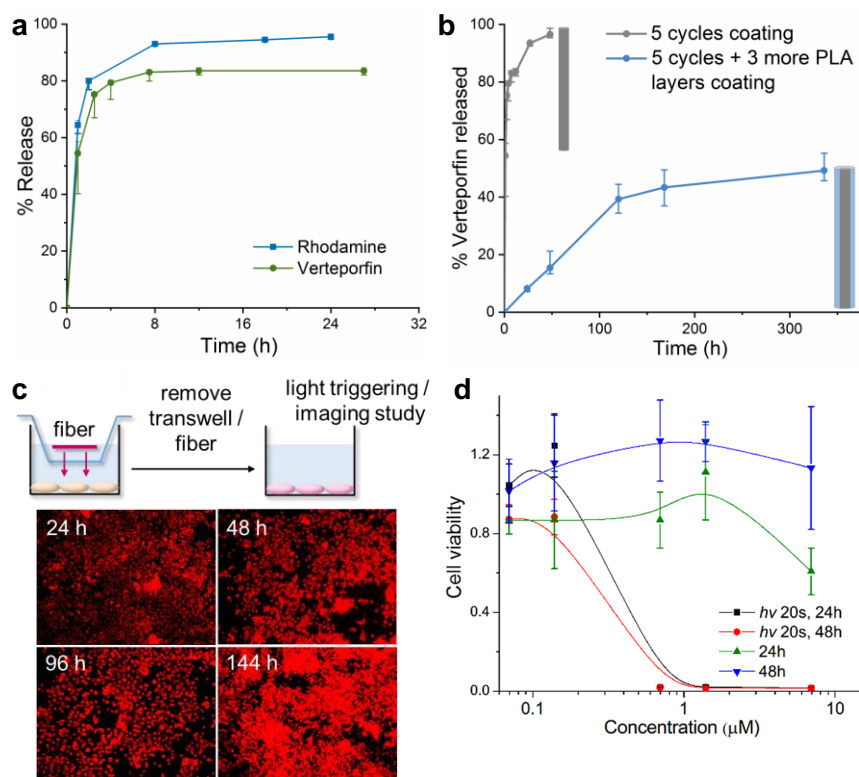 a
100
80
60
40
20
0
% Release
Rhodamine
Verteporfin
0
8
16
24
32
Time (h)
b
100
80
60
40
20
0
% Verteporfin released
5 cycles coating
5 cycles + 3 more PLA
layers coating
0
100
200
300
Time (h)
c
fiber
remove
transwell /
fiber
light triggering /
imaging study
24 h
48 h
96 h
144 h
d
1.2
0.8
0.4
0.0
Cell viability
hv 20s, 24h
hv 20s, 48h
24h
48h
0.1
1
10
Concentration (μM)